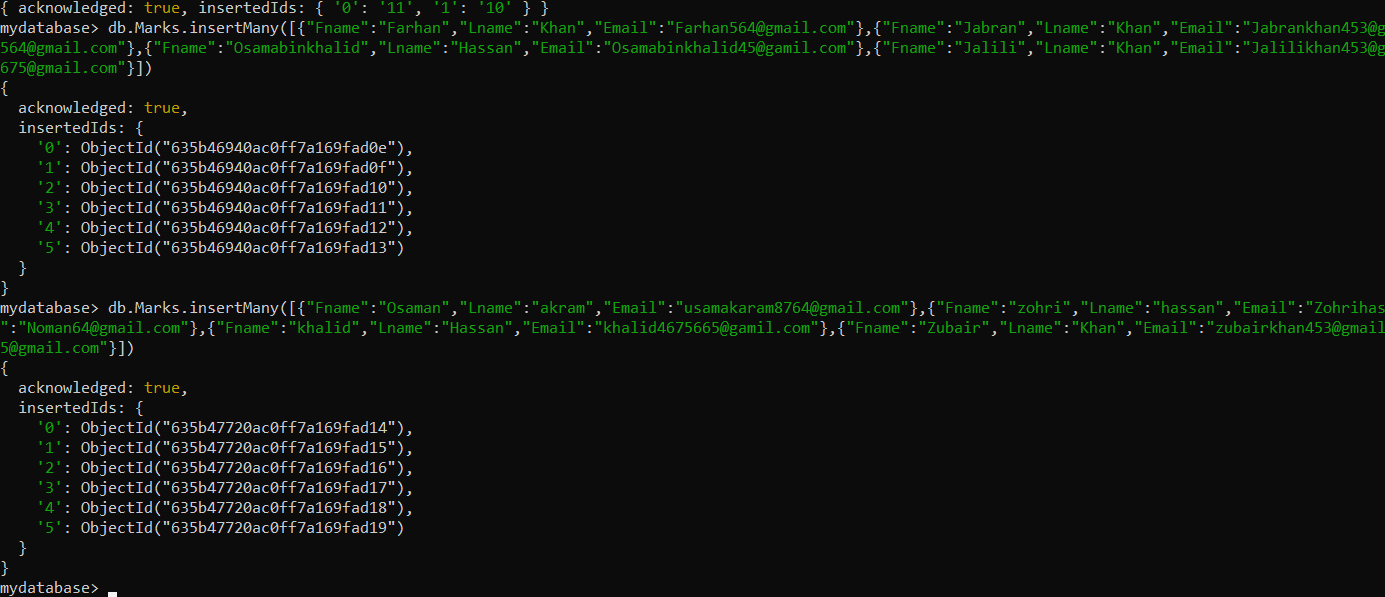 { acknowledged: true, insertedIds: { '0': '11', '1': '10' } }
mydatabase> db.Marks.insertMany([{"Fname":"Farhan","Lname":"Khan","Email":"Farhan564@gmail.com"},{"Fname":"Jabran","Lname":"Khan","Email":"Jabrankhan453@g
564@gmail.com"},{"Fname":"Osamabinkhalid","Lname":"Hassan","Email":"Osamabinkhalid45@gamil.com"},{"Fname":"Jalili","Lname":"Khan","Email":"Jalilikhan453@g
675@gmail.com"}])
{
  acknowledged: true,
  insertedIds: {
    '0': ObjectId("635b46940ac0ff7a169fad0e"),
    '1': ObjectId("635b46940ac0ff7a169fad0f"),
    '2': ObjectId("635b46940ac0ff7a169fad10"),
    '3': ObjectId("635b46940ac0ff7a169fad11"),
    '4': ObjectId("635b46940ac0ff7a169fad12"),
    '5': ObjectId("635b46940ac0ff7a169fad13")
  }
}
mydatabase> db.Marks.insertMany([{"Fname":"Osaman","Lname":"akram","Email":"usamakaram8764@gmail.com"},{"Fname":"zohri","Lname":"hassan","Email":"Zohrihas
":"Noman64@gmail.com"},{"Fname":"khalid","Lname":"Hassan","Email":"khalid4675665@gamil.com"},{"Fname":"Zubair","Lname":"Khan","Email":"zubairkhan453@gmail
5@gmail.com"}])
{
  acknowledged: true,
  insertedIds: {
    '0': ObjectId("635b47720ac0ff7a169fad14"),
    '1': ObjectId("635b47720ac0ff7a169fad15"),
    '2': ObjectId("635b47720ac0ff7a169fad16"),
    '3': ObjectId("635b47720ac0ff7a169fad17"),
    '4': ObjectId("635b47720ac0ff7a169fad18"),
    '5': ObjectId("635b47720ac0ff7a169fad19")
  }
}
mydatabase>